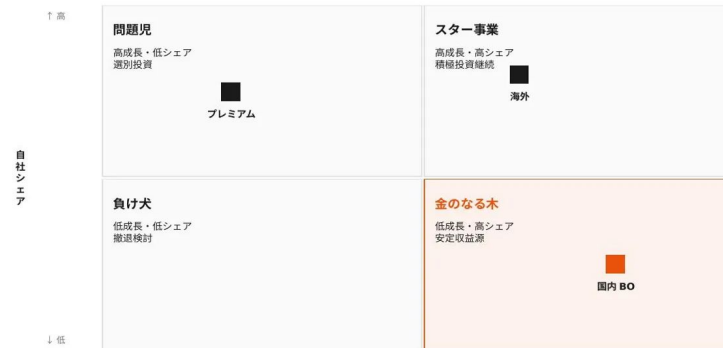 ↑ 高
問題児
高成長・低シェア
選別投資
プレミアム
スター事業
高成長・高シェア
積極投資継続
海外
自社シェア
負け犬
低成長・低シェア
撤退検討
金のなる木
低成長・高シェア
安定収益源
国内 BO
↓ 低